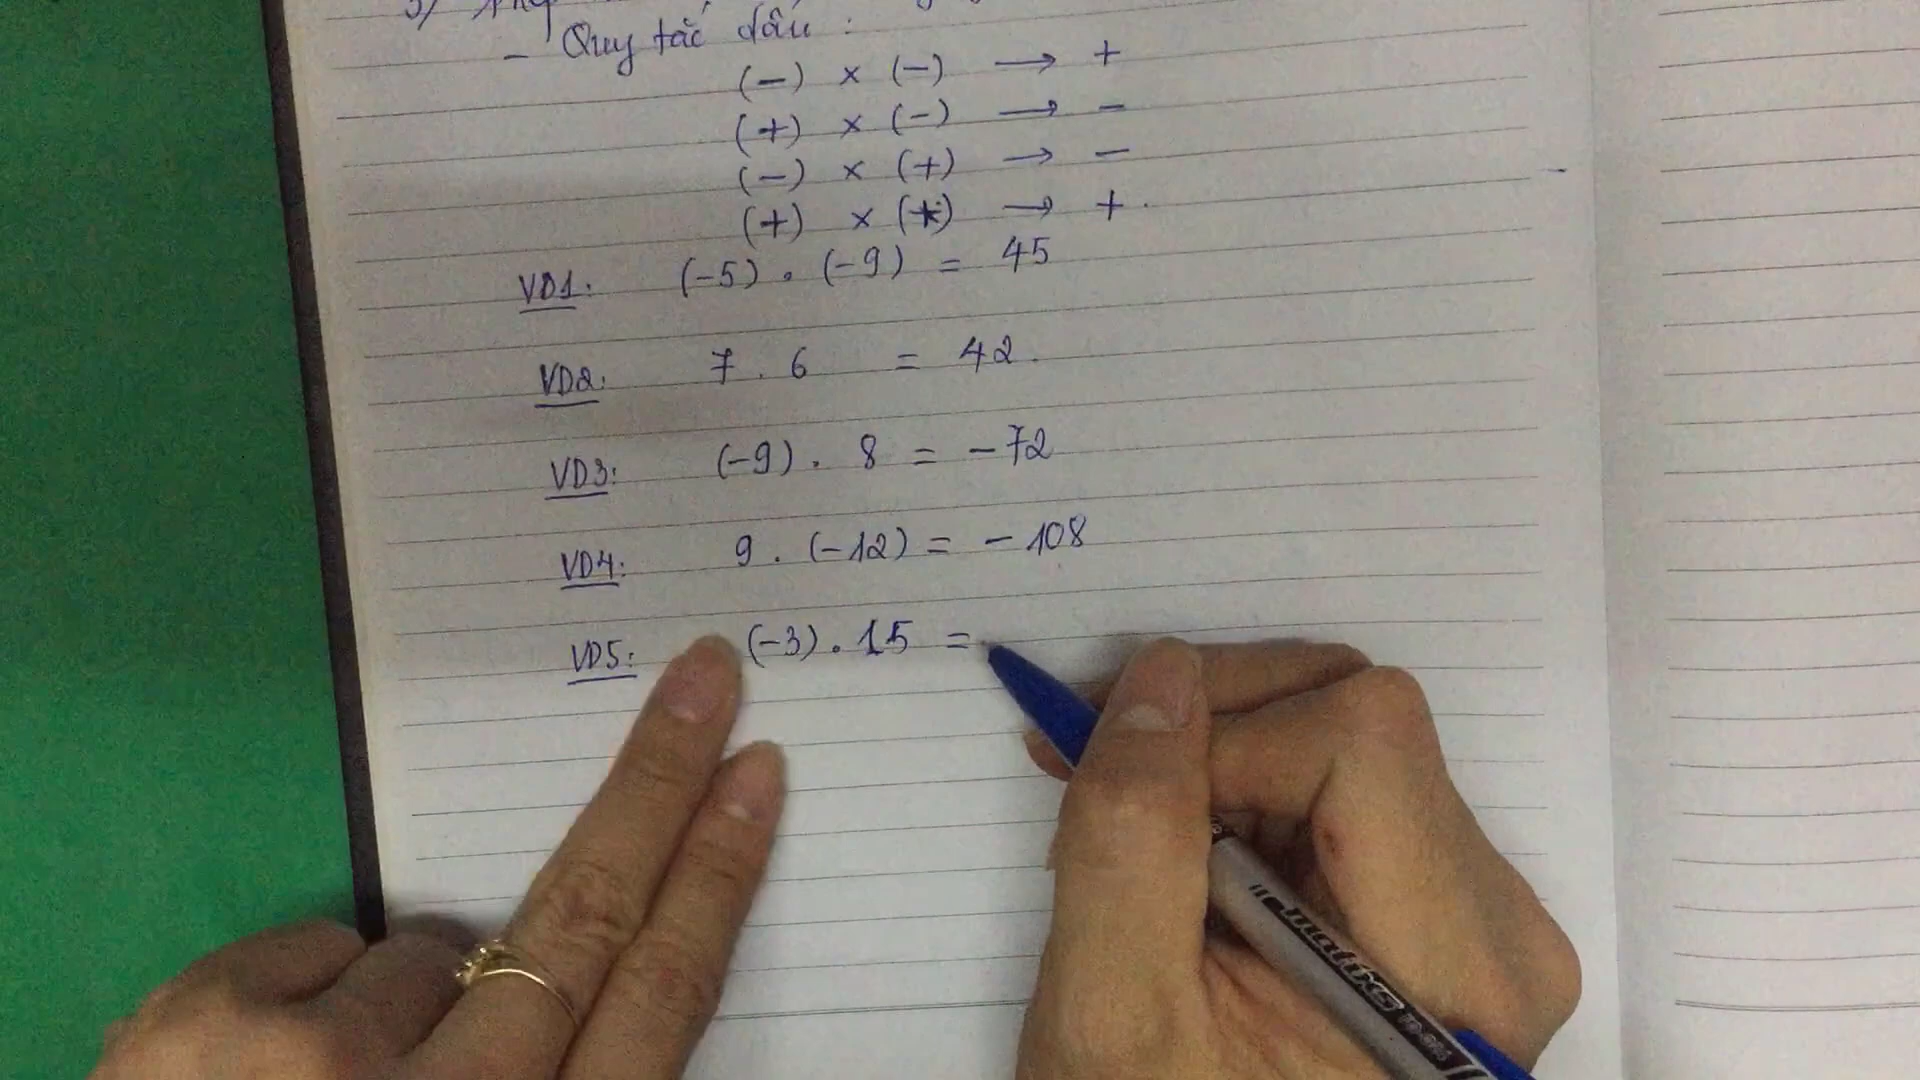 3)
- Quy tắc dấu :
(-) × (-) → +
(+) × (-) → -
(-) × (+) → -
(+) × (+) → + .
VD1: (-5) . (-9) = 45
VD2: 7 . 6 = 42.
VD3: (-9) . 8 = -72
VD4: 9 . (-12) = -108
VD5: (-3) . 15 =